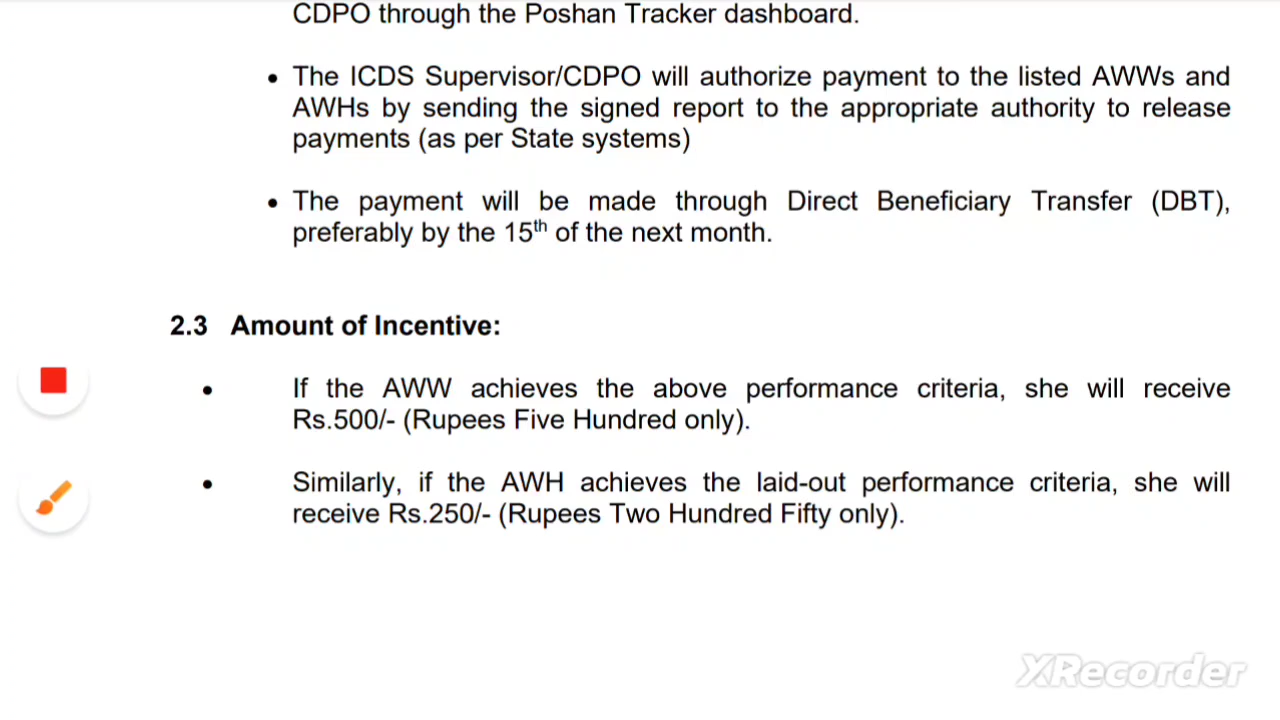 CDPO through the Poshan Tracker dashboard.
• The ICDS Supervisor/CDPO will authorize payment to the listed AWWs and
AWHs by sending the signed report to the appropriate authority to release
payments (as per State systems)
• The payment will be made through Direct Beneficiary Transfer (DBT),
preferably by the 15th of the next month.
2.3 Amount of Incentive:
• If the AWW achieves the above performance criteria, she will receive
Rs.500/- (Rupees Five Hundred only).
• Similarly, if the AWH achieves the laid-out performance criteria, she will
receive Rs.250/- (Rupees Two Hundred Fifty only).
XRecorder